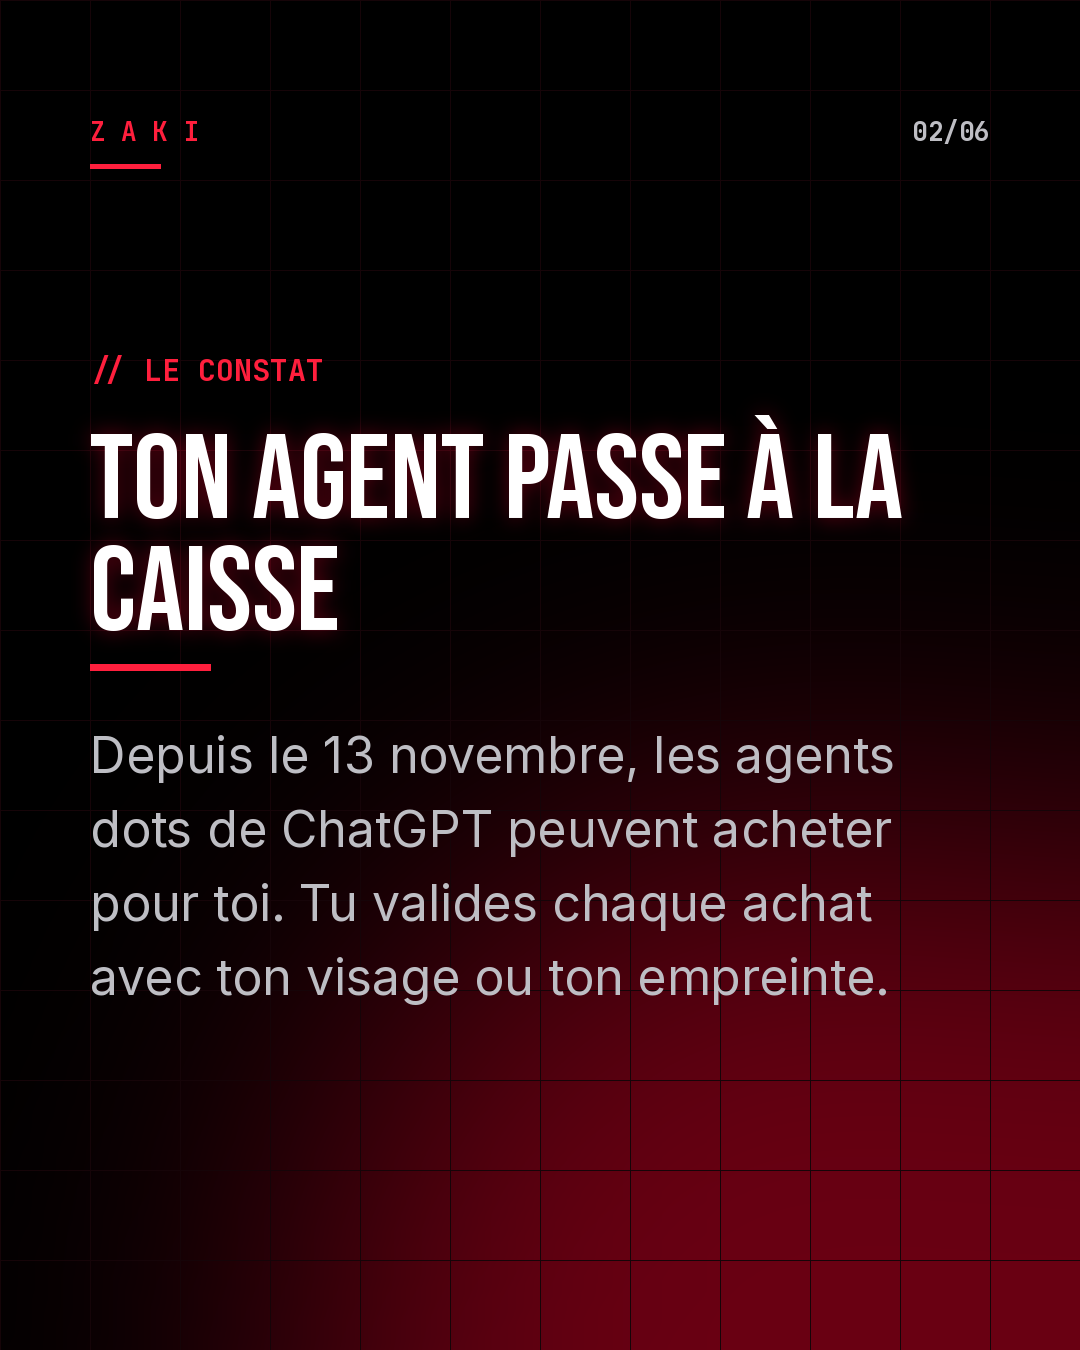 ZAKI
02/06
// LE CONSTAT
TON AGENT PASSE À LA
CAISSE
Depuis le 13 novembre, les agents
dots de ChatGPT peuvent acheter
pour toi. Tu valides chaque achat
avec ton visage ou ton empreinte.